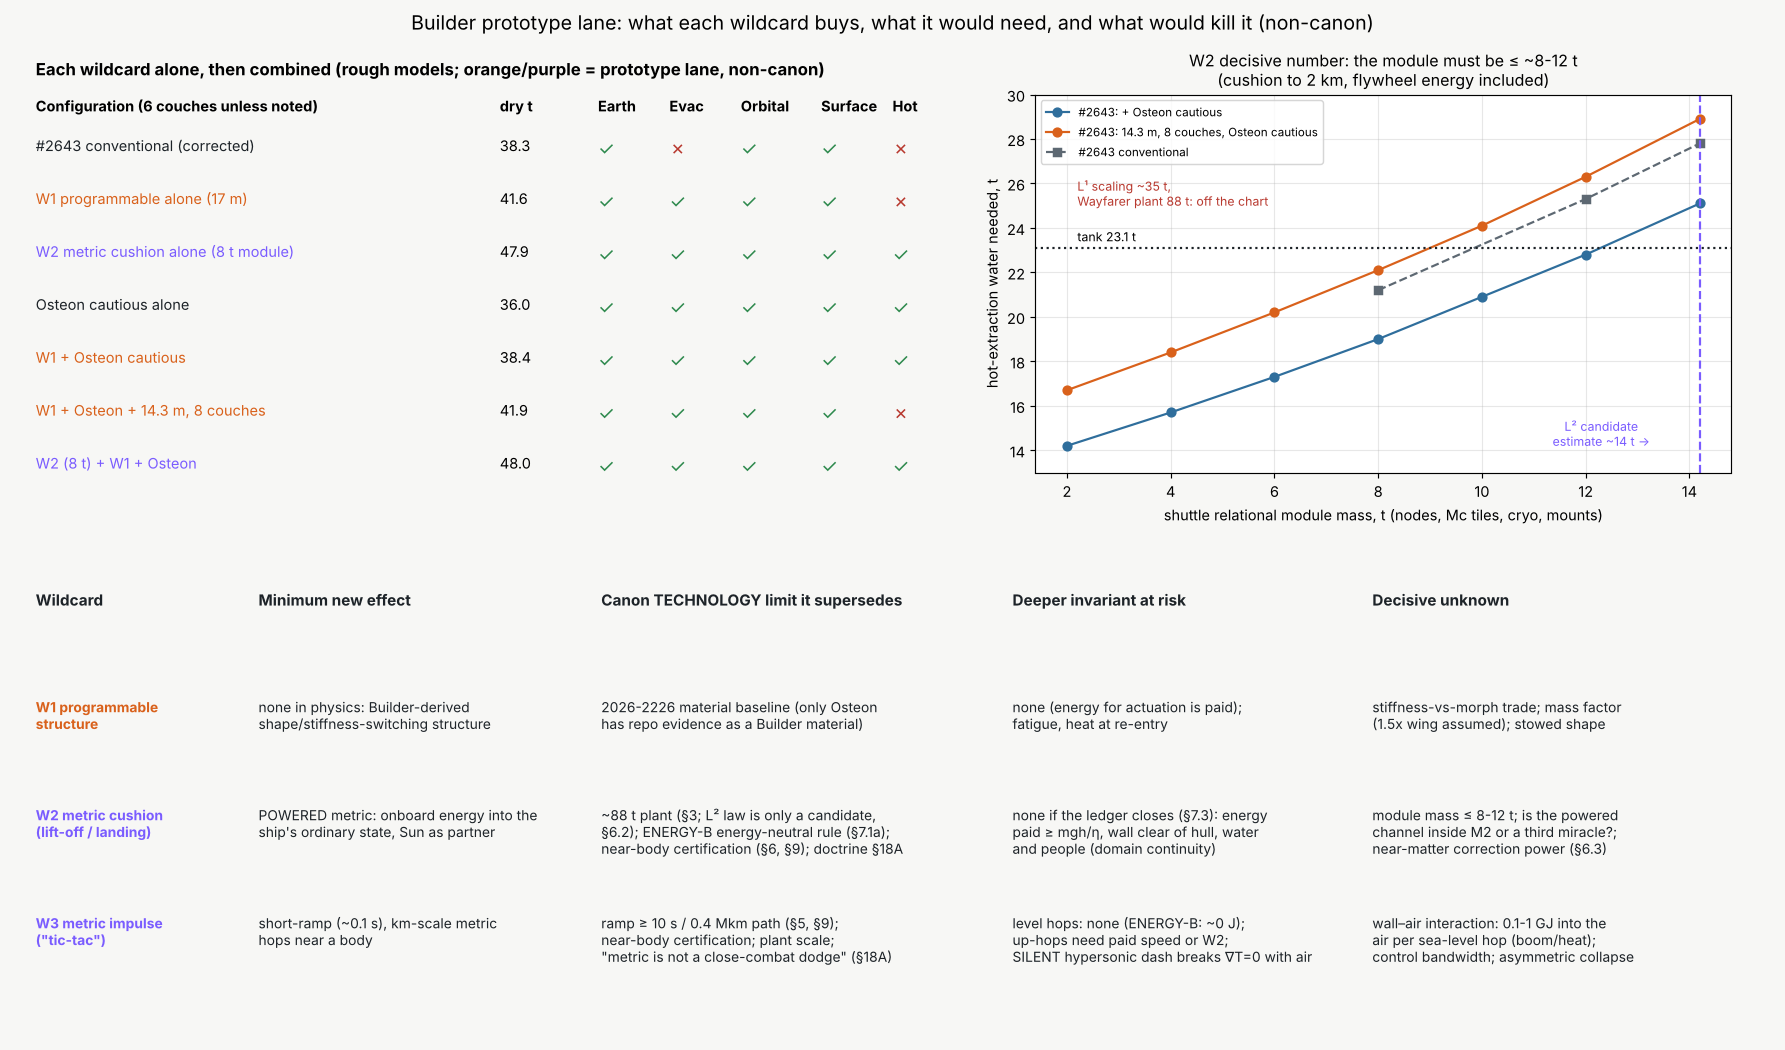 Builder prototype lane: what each wildcard buys, what it would need, and what would kill it (non-canon)
Each wildcard alone, then combined (rough models; orange/purple = prototype lane, non-canon)
Configuration (6 couches unless noted) dry t Earth Evac Orbital Surface Hot
#2643 conventional (corrected) 38.3 ✓ ✗ ✓ ✓ ✗
W1 programmable alone (17 m) 41.6 ✓ ✓ ✓ ✓ ✗
W2 metric cushion alone (8 t module) 47.9 ✓ ✓ ✓ ✓ ✓
Osteon cautious alone 36.0 ✓ ✓ ✓ ✓ ✓
W1 + Osteon cautious 38.4 ✓ ✓ ✓ ✓ ✓
W1 + Osteon + 14.3 m, 8 couches 41.9 ✓ ✓ ✓ ✓ ✗
W2 (8 t) + W1 + Osteon 48.0 ✓ ✓ ✓ ✓ ✓
W2 decisive number: the module must be ≤ ~8-12 t
(cushion to 2 km, flywheel energy included)
#2643: + Osteon cautious
#2643: 14.3 m, 8 couches, Osteon cautious
#2643 conventional
L¹ scaling ~35 t,
Wayfarer plant 88 t: off the chart
tank 23.1 t
L² candidate
estimate ~14 t →
hot-extraction water needed, t
30
28
26
24
22
20
18
16
14
2 4 6 8 10 12 14
shuttle relational module mass, t (nodes, Mc tiles, cryo, mounts)
Wildcard Minimum new effect Canon TECHNOLOGY limit it supersedes Deeper invariant at risk Decisive unknown
W1 programmable
structure
none in physics: Builder-derived
shape/stiffness-switching structure
2026-2226 material baseline (only Osteon
has repo evidence as a Builder material)
none (energy for actuation is paid);
fatigue, heat at re-entry
stiffness-vs-morph trade; mass factor
(1.5x wing assumed); stowed shape
W2 metric cushion
(lift-off / landing)
POWERED metric: onboard energy into the
ship's ordinary state, Sun as partner
~88 t plant (§3; L² law is only a candidate,
§6.2); ENERGY-B energy-neutral rule (§7.1a);
near-body certification (§6, §9); doctrine §18A
none if the ledger closes (§7.3): energy
paid ≥ mgh/η, wall clear of hull, water
and people (domain continuity)
module mass ≤ 8-12 t; is the powered
channel inside M2 or a third miracle?;
near-matter correction power (§6.3)
W3 metric impulse
("tic-tac")
short-ramp (~0.1 s), km-scale metric
hops near a body
ramp ≥ 10 s / 0.4 Mkm path (§5, §9);
near-body certification; plant scale;
"metric is not a close-combat dodge" (§18A)
level hops: none (ENERGY-B: ~0 J);
up-hops need paid speed or W2;
SILENT hypersonic dash breaks ∇T=0 with air
wall–air interaction: 0.1-1 GJ into the
air per sea-level hop (boom/heat);
control bandwidth; asymmetric collapse